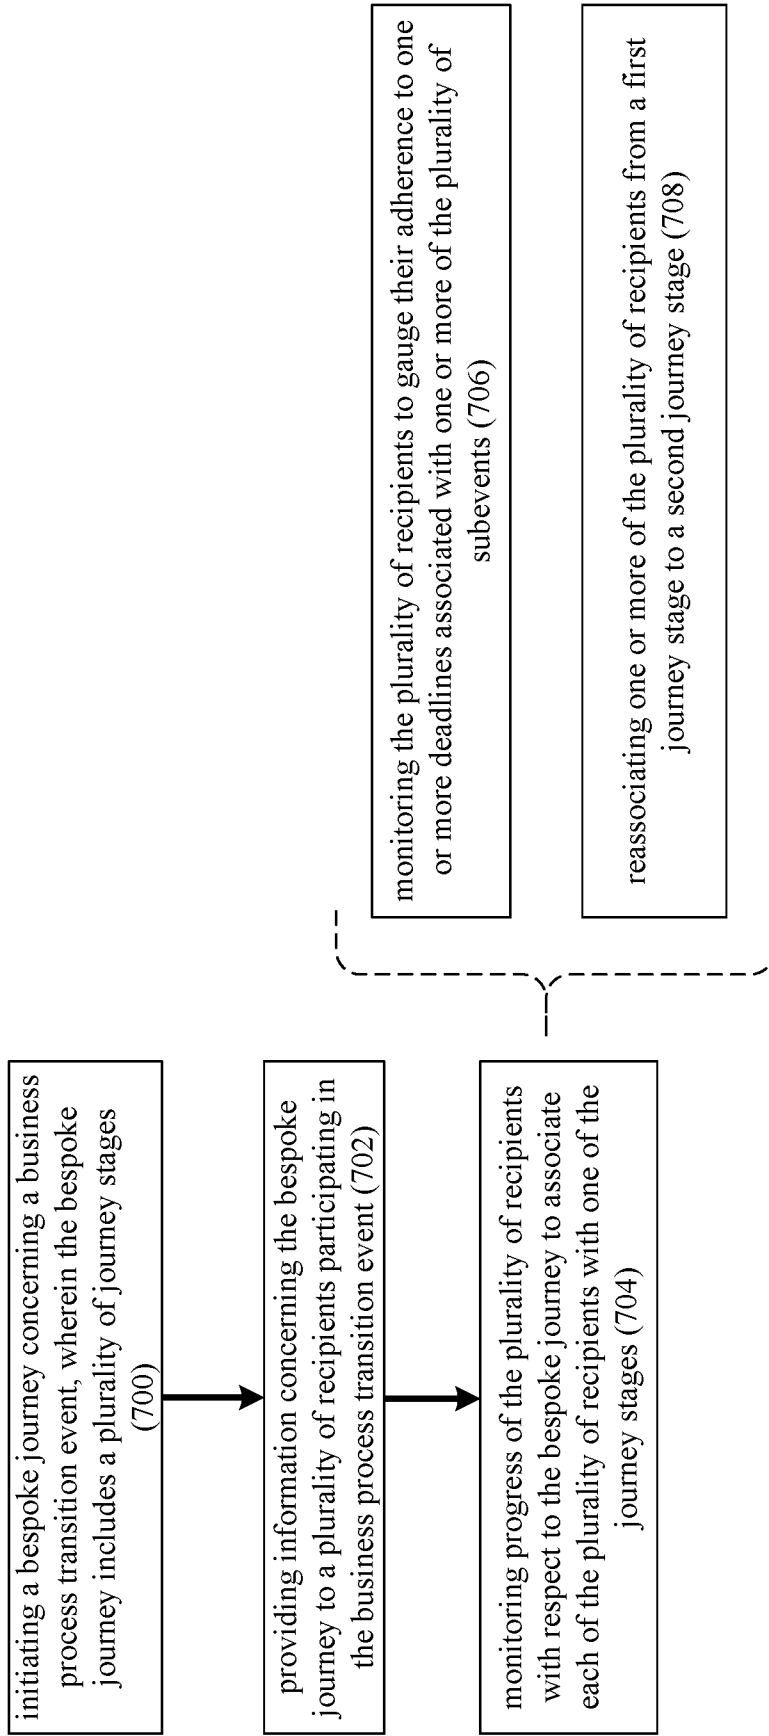 initiating a bespoke journey concerning a business
process transition event, wherein the bespoke
journey includes a plurality of journey stages
(700)
providing information concerning the bespoke
journey to a plurality of recipients participating in
the business process transition event (702)
monitoring progress of the plurality of recipients
with respect to the bespoke journey to associate
each of the plurality of recipients with one of the
journey stages (704)
monitoring the plurality of recipients to gauge their adherence to one
or more deadlines associated with one or more of the plurality of
subevents (706)
reassociating one or more of the plurality of recipients from a first
journey stage to a second journey stage (708)